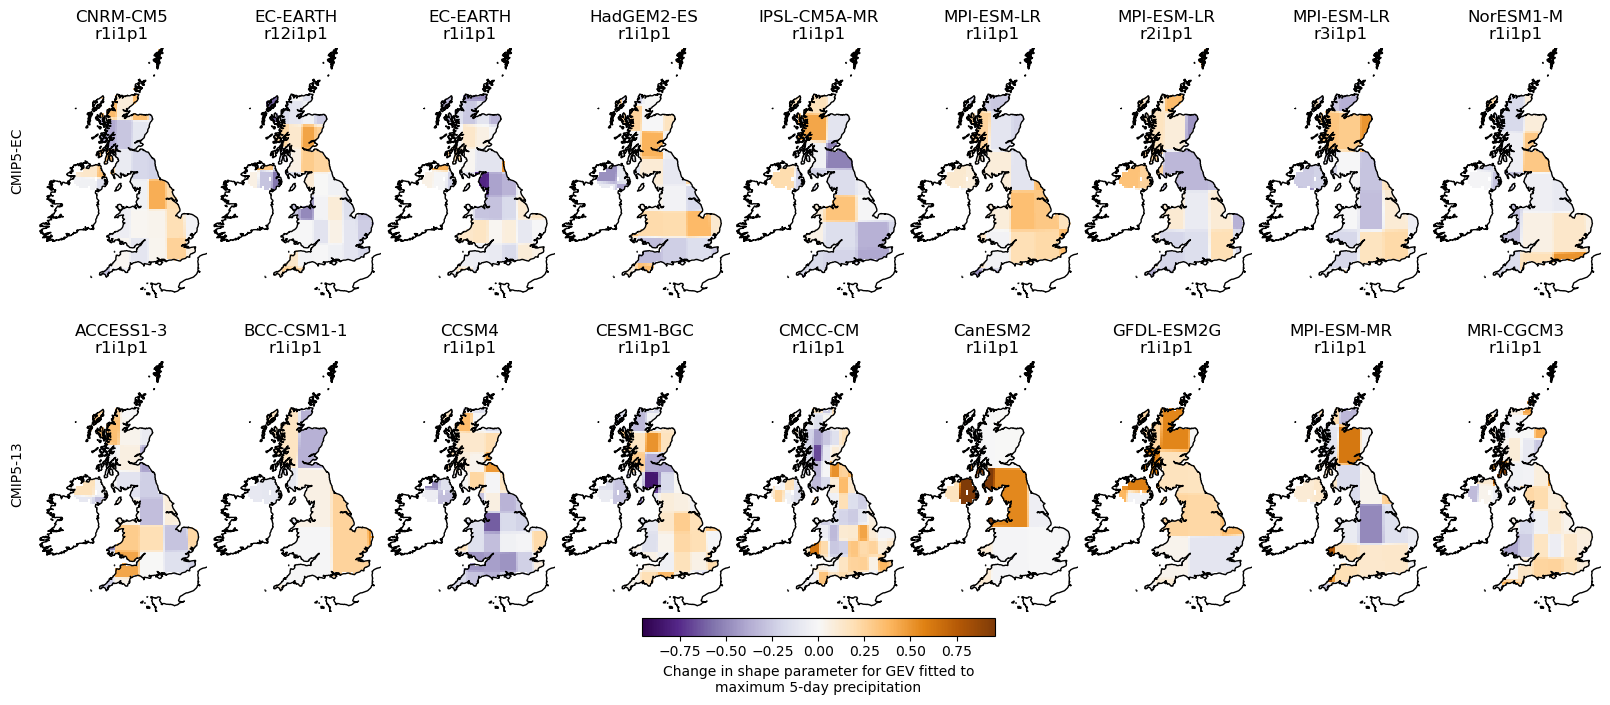 CNRM-CM5 EC-EARTH EC-EARTH HadGEM2-ES IPSL-CM5A-MR MPI-ESM-LR MPI-ESM-LR MPI-ESM-LR NorESM1-M
r1i1p1 r12i1p1 r1i1p1 r1i1p1 r1i1p1 r1i1p1 r2i1p1 r3i1p1 r1i1p1
CMIP5-EC
ACCESS1-3 BCC-CSM1-1 CCSM4 CESM1-BGC CMCC-CM CanESM2 GFDL-ESM2G MPI-ESM-MR MRI-CGCM3
r1i1p1 r1i1p1 r1i1p1 r1i1p1 r1i1p1 r1i1p1 r1i1p1 r1i1p1 r1i1p1
CMIP5-13
−0.75 −0.50 −0.25 0.00 0.25 0.50 0.75
Change in shape parameter for GEV fitted to
maximum 5-day precipitation